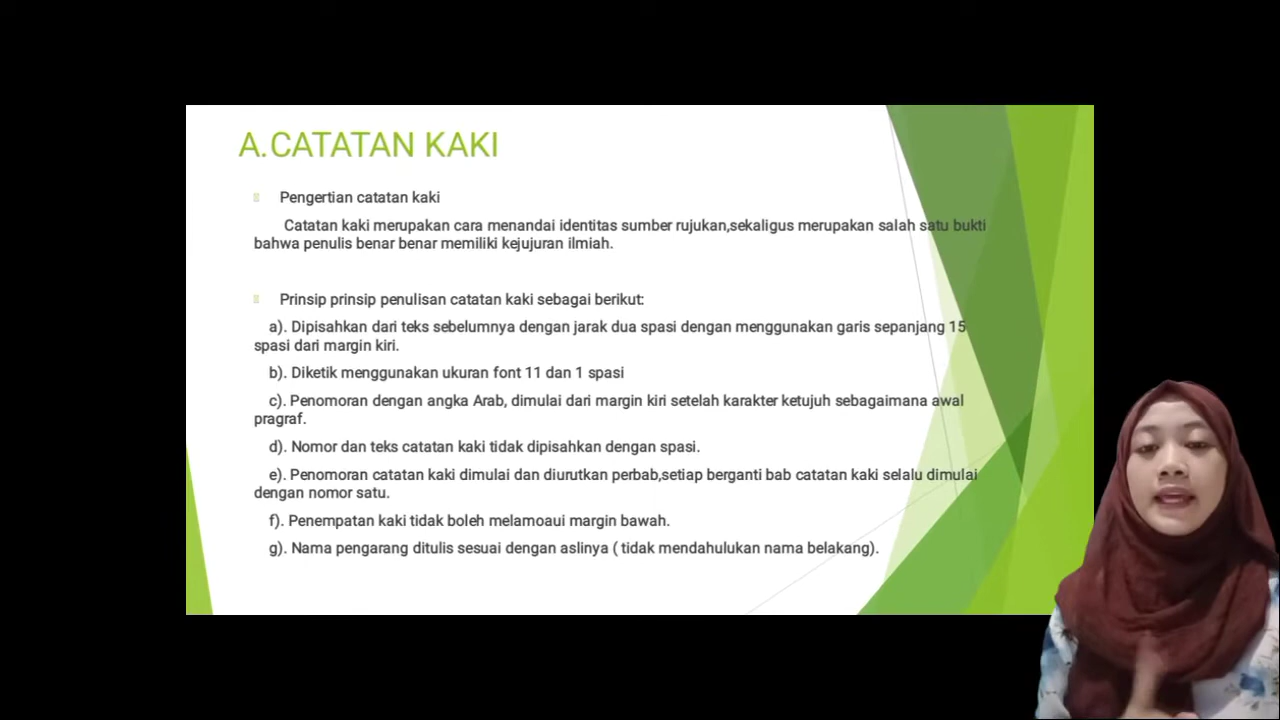 A.CATATAN KAKI
Pengertian catatan kaki
Catatan kaki merupakan cara menandai identitas sumber rujukan,sekaligus merupakan salah satu bukti
bahwa penulis benar benar memiliki kejujuran ilmiah.
Prinsip prinsip penulisan catatan kaki sebagai berikut:
a). Dipisahkan dari teks sebelumnya dengan jarak dua spasi dengan menggunakan garis sepanjang 15
spasi dari margin kiri.
b). Diketik menggunakan ukuran font 11 dan 1 spasi
c). Penomoran dengan angka Arab, dimulai dari margin kiri setelah karakter ketujuh sebagaimana awal
pragraf.
d). Nomor dan teks catatan kaki tidak dipisahkan dengan spasi.
e). Penomoran catatan kaki dimulai dan diurutkan perbab,setiap berganti bab catatan kaki selalu dimulai
dengan nomor satu.
f). Penempatan kaki tidak boleh melamoaui margin bawah.
g). Nama pengarang ditulis sesuai dengan aslinya ( tidak mendahulukan nama belakang).